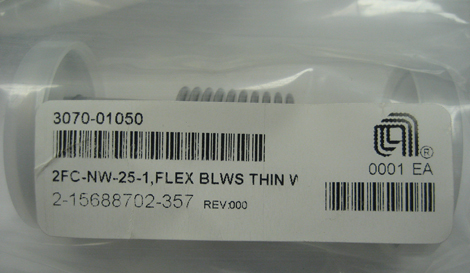 3070-01050
®
0001 EA
2FC-NW-25-1,FLEX BLWS THIN W
2-15688702-357 REV:000